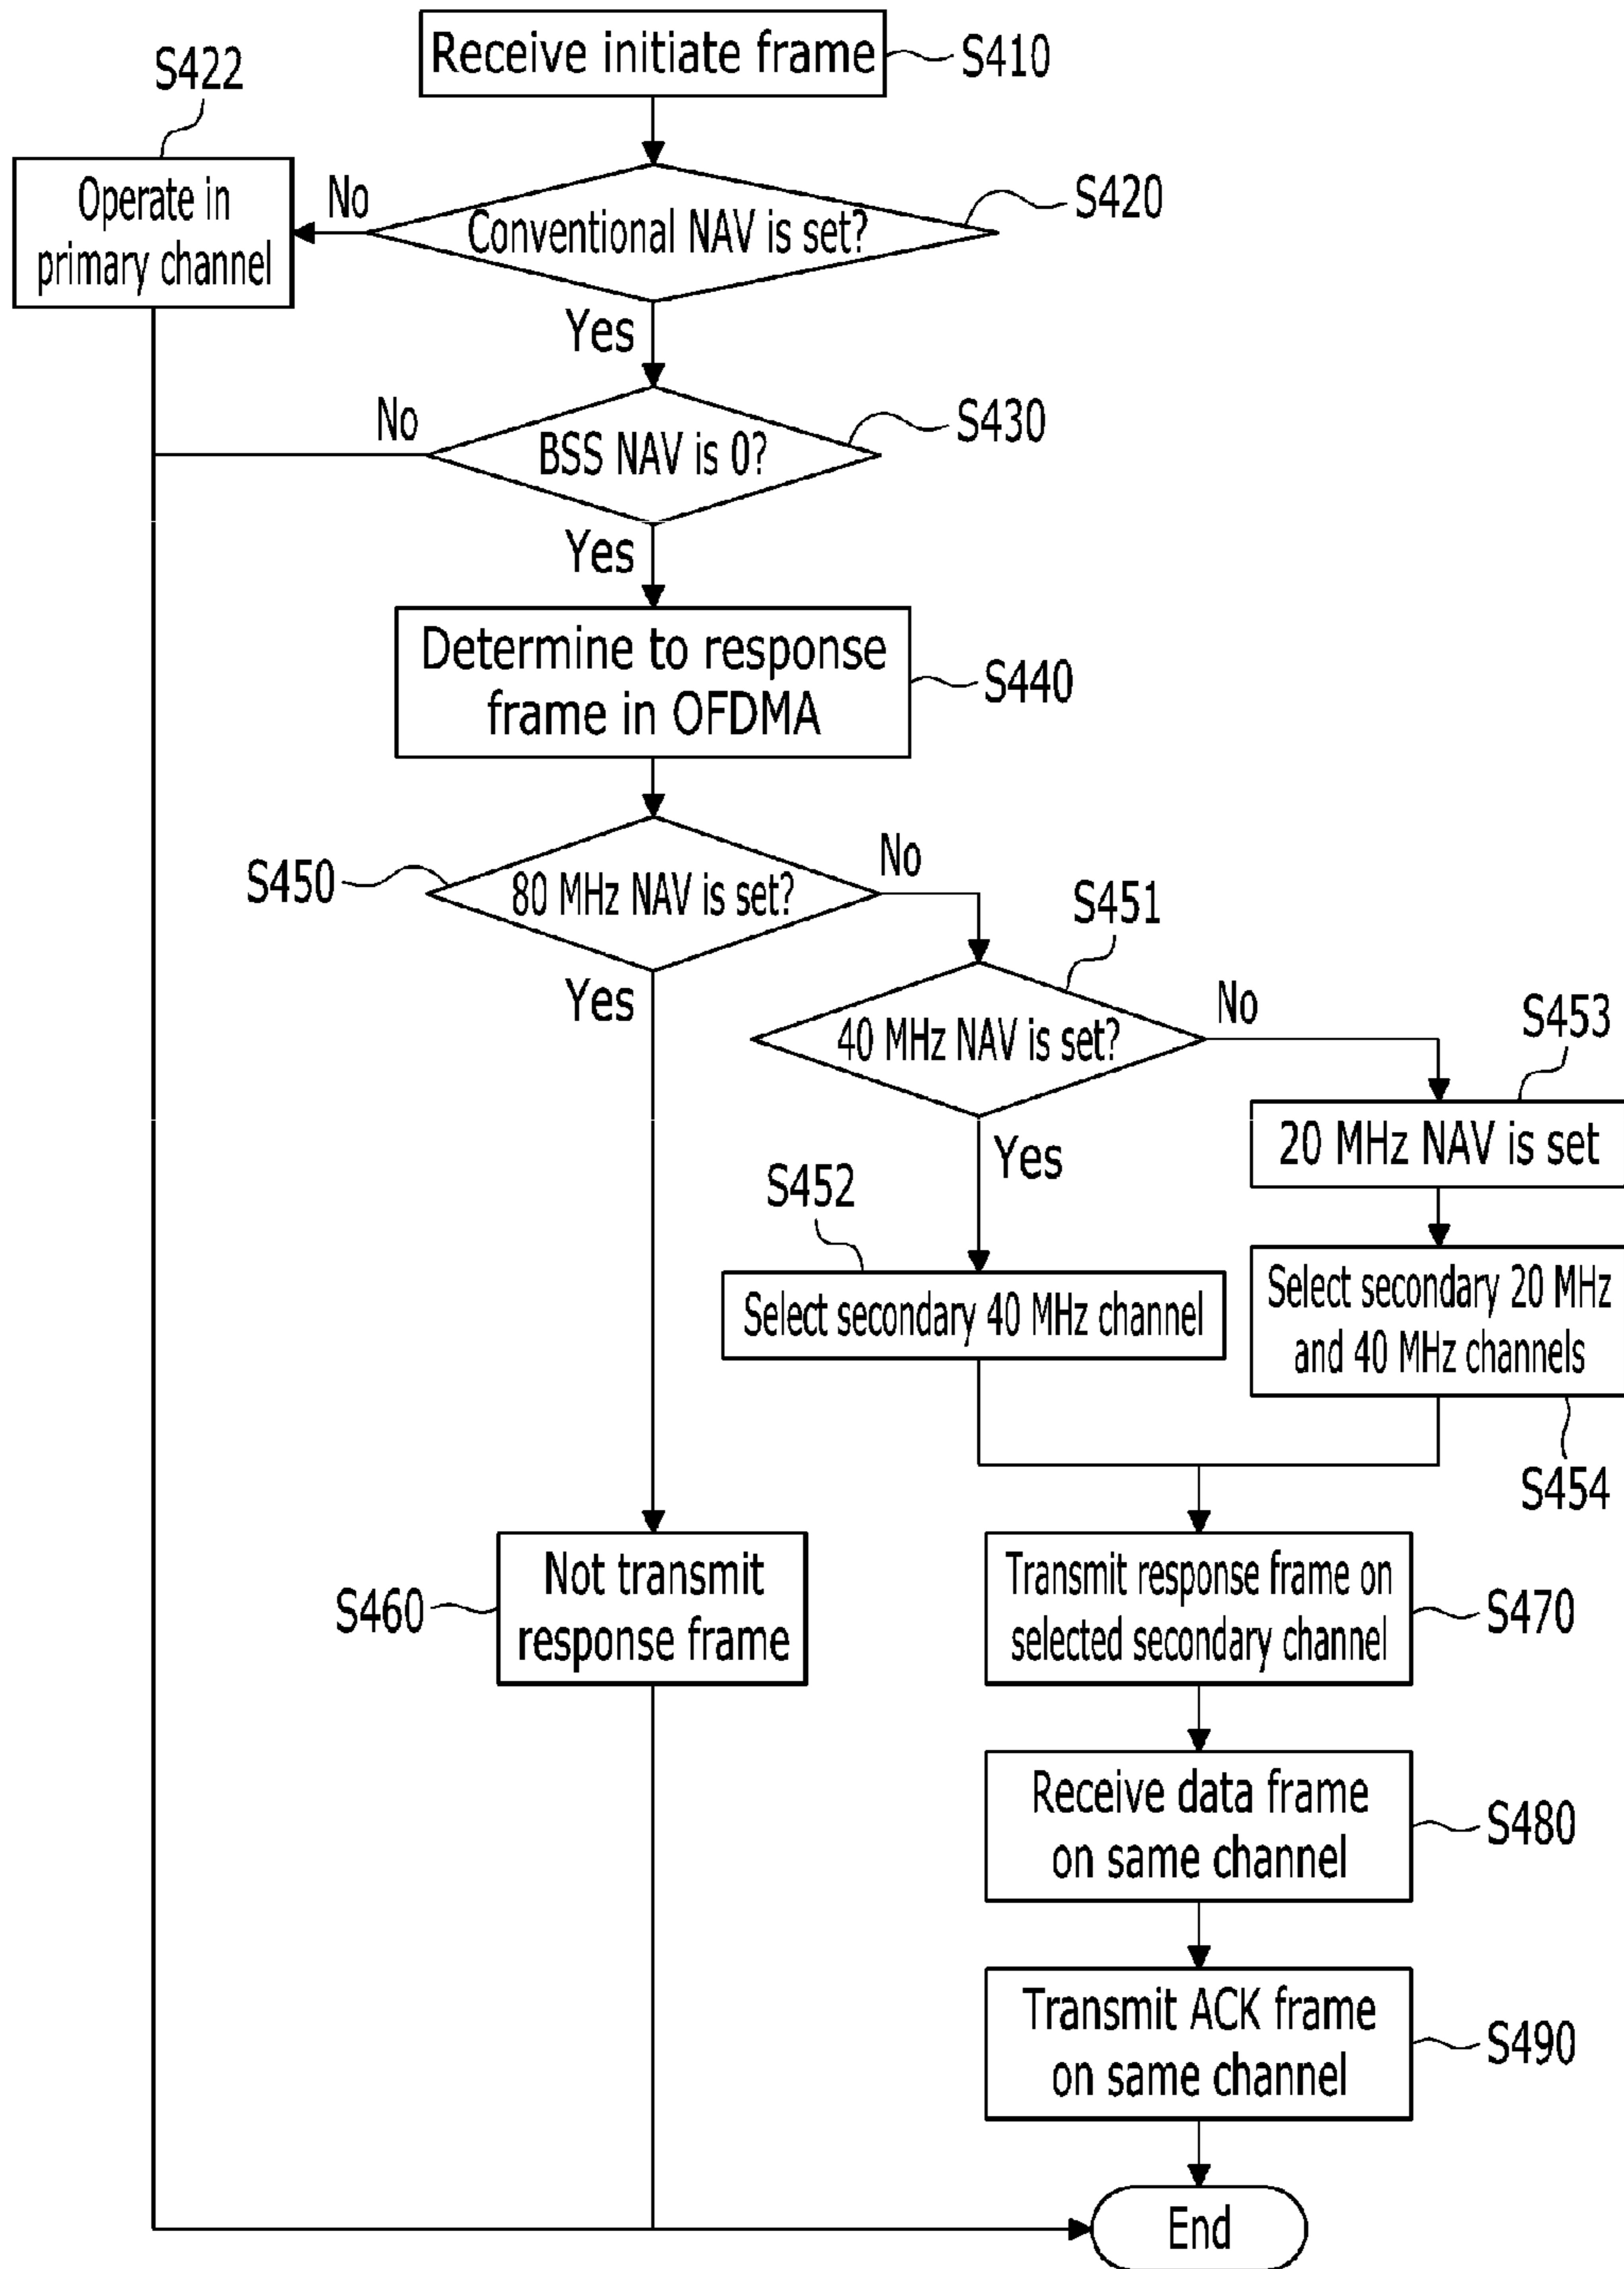 Receive initiate frame
S410
S422
Operate in
primary channel
No
Conventional NAV is set?
S420
Yes
No
BSS NAV is 0?
S430
Yes
Determine to response
frame in OFDMA
S440
S450
80 MHz NAV is set?
No
S451
Yes
40 MHz NAV is set?
No
S453
20 MHz NAV is set
Yes
S452
Select secondary 40 MHz channel
Select secondary 20 MHz
and 40 MHz channels
S454
S460
Not transmit
response frame
Transmit response frame on
selected secondary channel
S470
Receive data frame
on same channel
S480
Transmit ACK frame
on same channel
S490
End